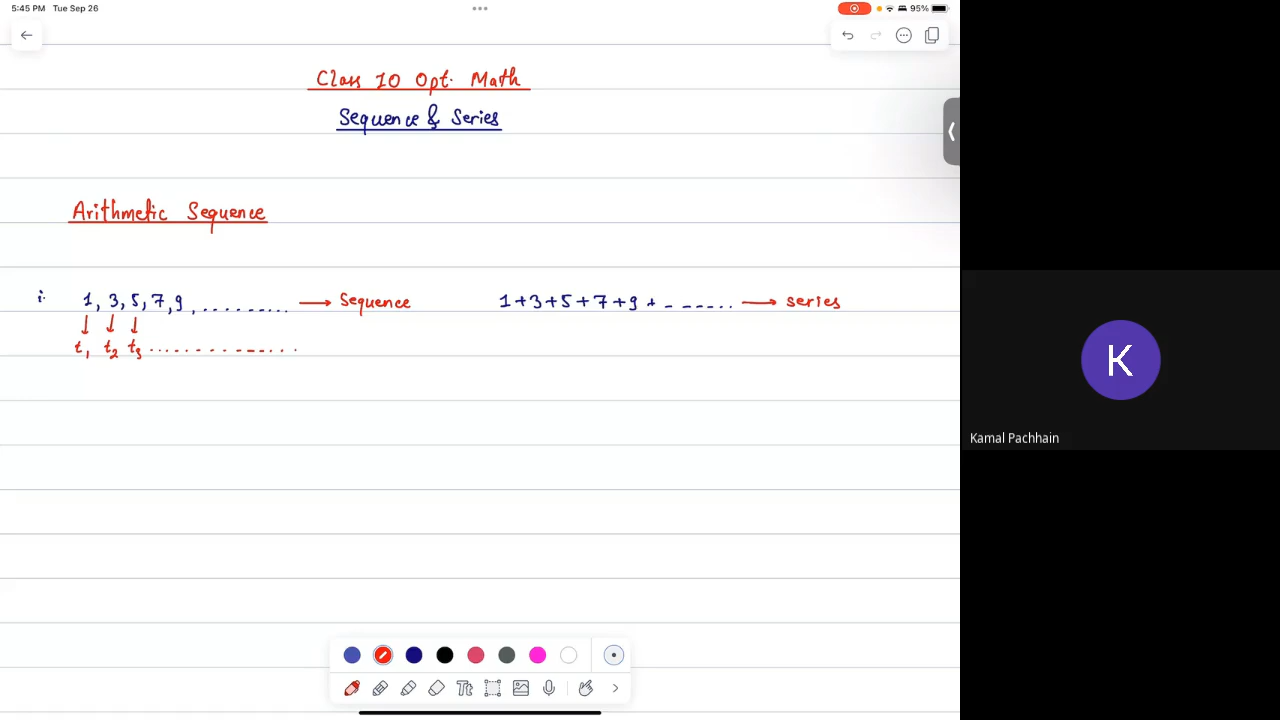 5:45 PM Tue Sep 26
95%
Class 10 Opt. Math
Sequence & Series
Arithmetic Sequence
i. 1, 3, 5, 7, 9, .......... → Sequence 1+3+5+7+9+ ------.. → series
↓ ↓ ↓
t₁ t₂ t₃ ................
K
Kamal Pachhain
Tt